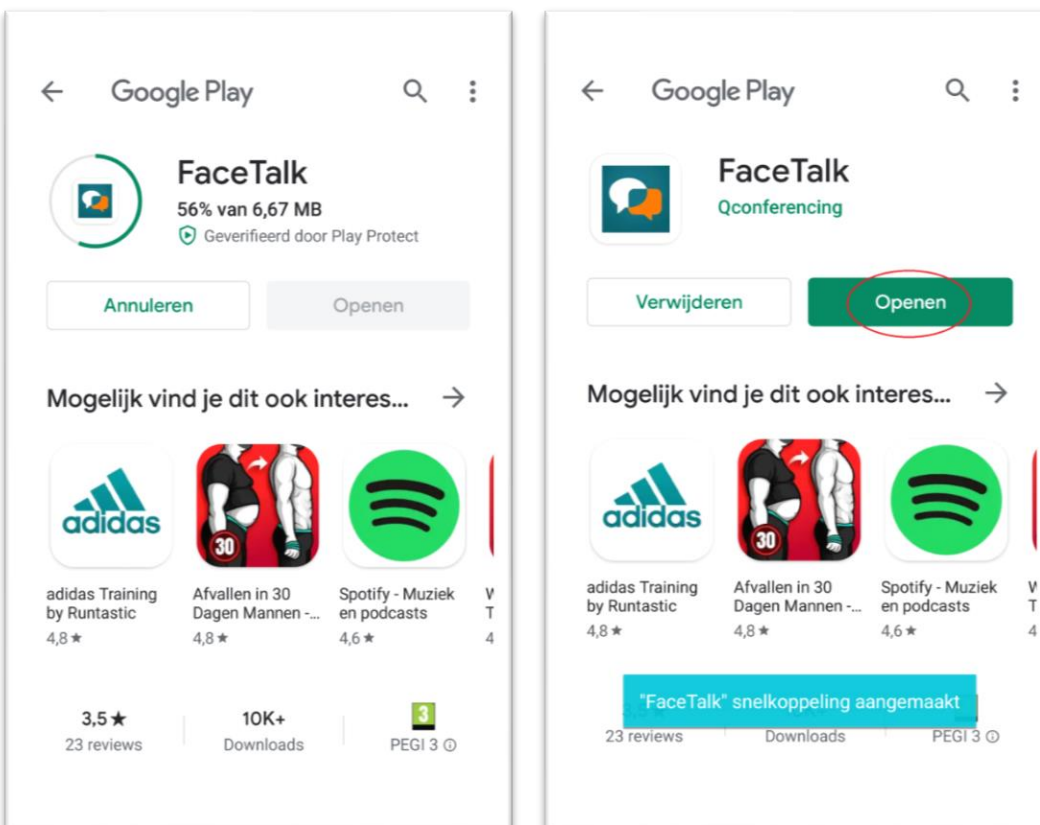 Google Play
FaceTalk
56% van 6,67 MB
Geverifieerd door Play Protect
Annuleren
Openen
Mogelijk vind je dit ook interes...
adidas
30
adidas Training
by Runtastic
4,8 ★
Afvallen in 30
Dagen Mannen -...
4,8 ★
Spotify - Muziek
en podcasts
4,6 ★
W
T
4
3,5 ★
23 reviews
10K+
Downloads
3
PEGI 3
Google Play
FaceTalk
Qconferencing
Verwijderen
Openen
Mogelijk vind je dit ook interes...
adidas
30
adidas Training
by Runtastic
4,8 ★
Afvallen in 30
Dagen Mannen -...
4,8 ★
Spotify - Muziek
en podcasts
4,6 ★
T
4
"FaceTalk" snelkoppeling aangemaakt
23 reviews
Downloads
PEGI 3